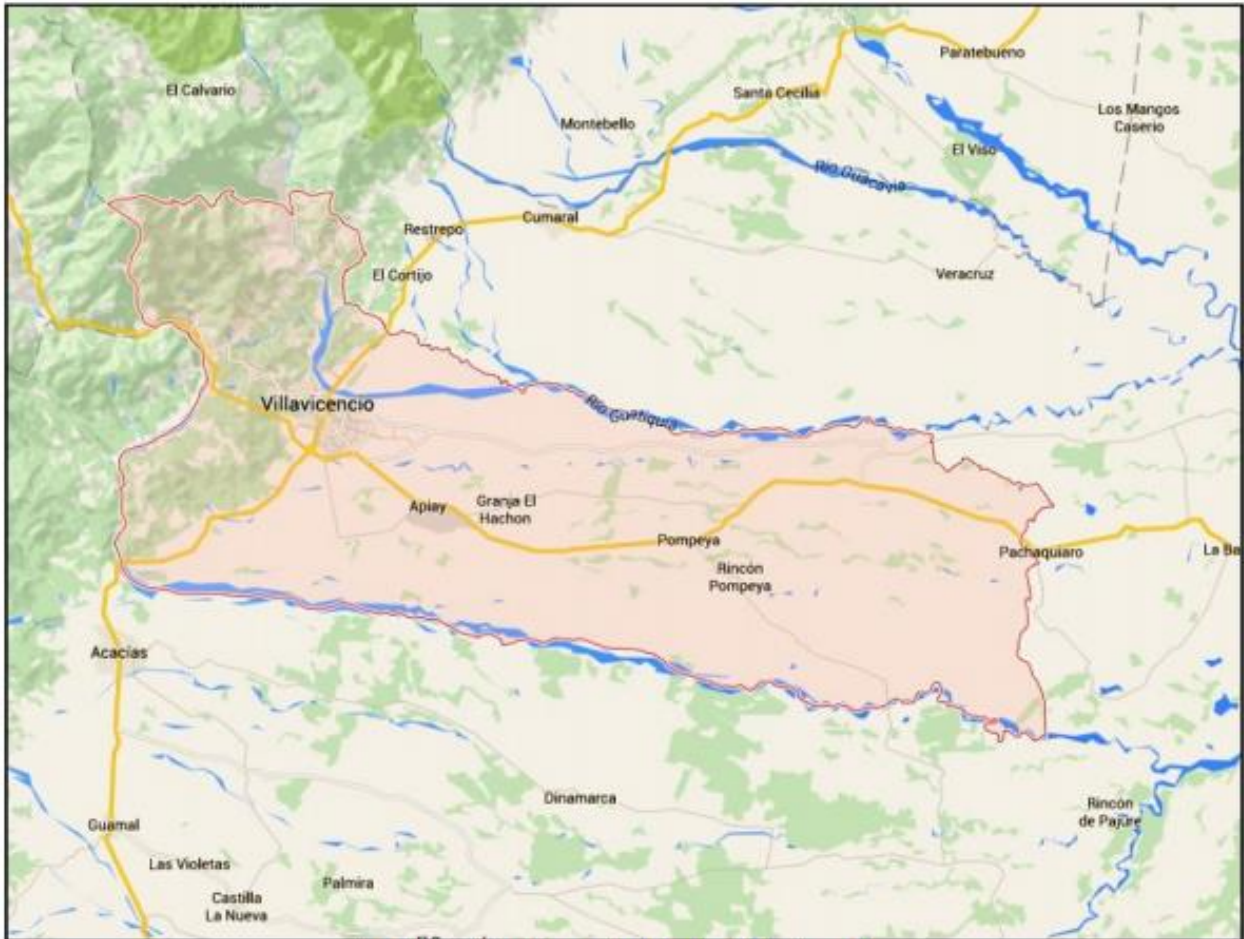 El Calvario
Paratebueno
Santa Cecilia
Montebello
Los Mangos
Caserio
El Viso
Río Guacavía
Restrepo
Cumaral
El Cortijo
Veracruz
Villavicencio
Río Guatiquía
Apiay
Granja El
Hachon
Pompeya
Rincón
Pompeya
Pachaquiaro
La Ba
Acacías
Dinamarca
Rincón
de Pajure
Guamal
Las Violetas
Palmira
Castilla
La Nueva